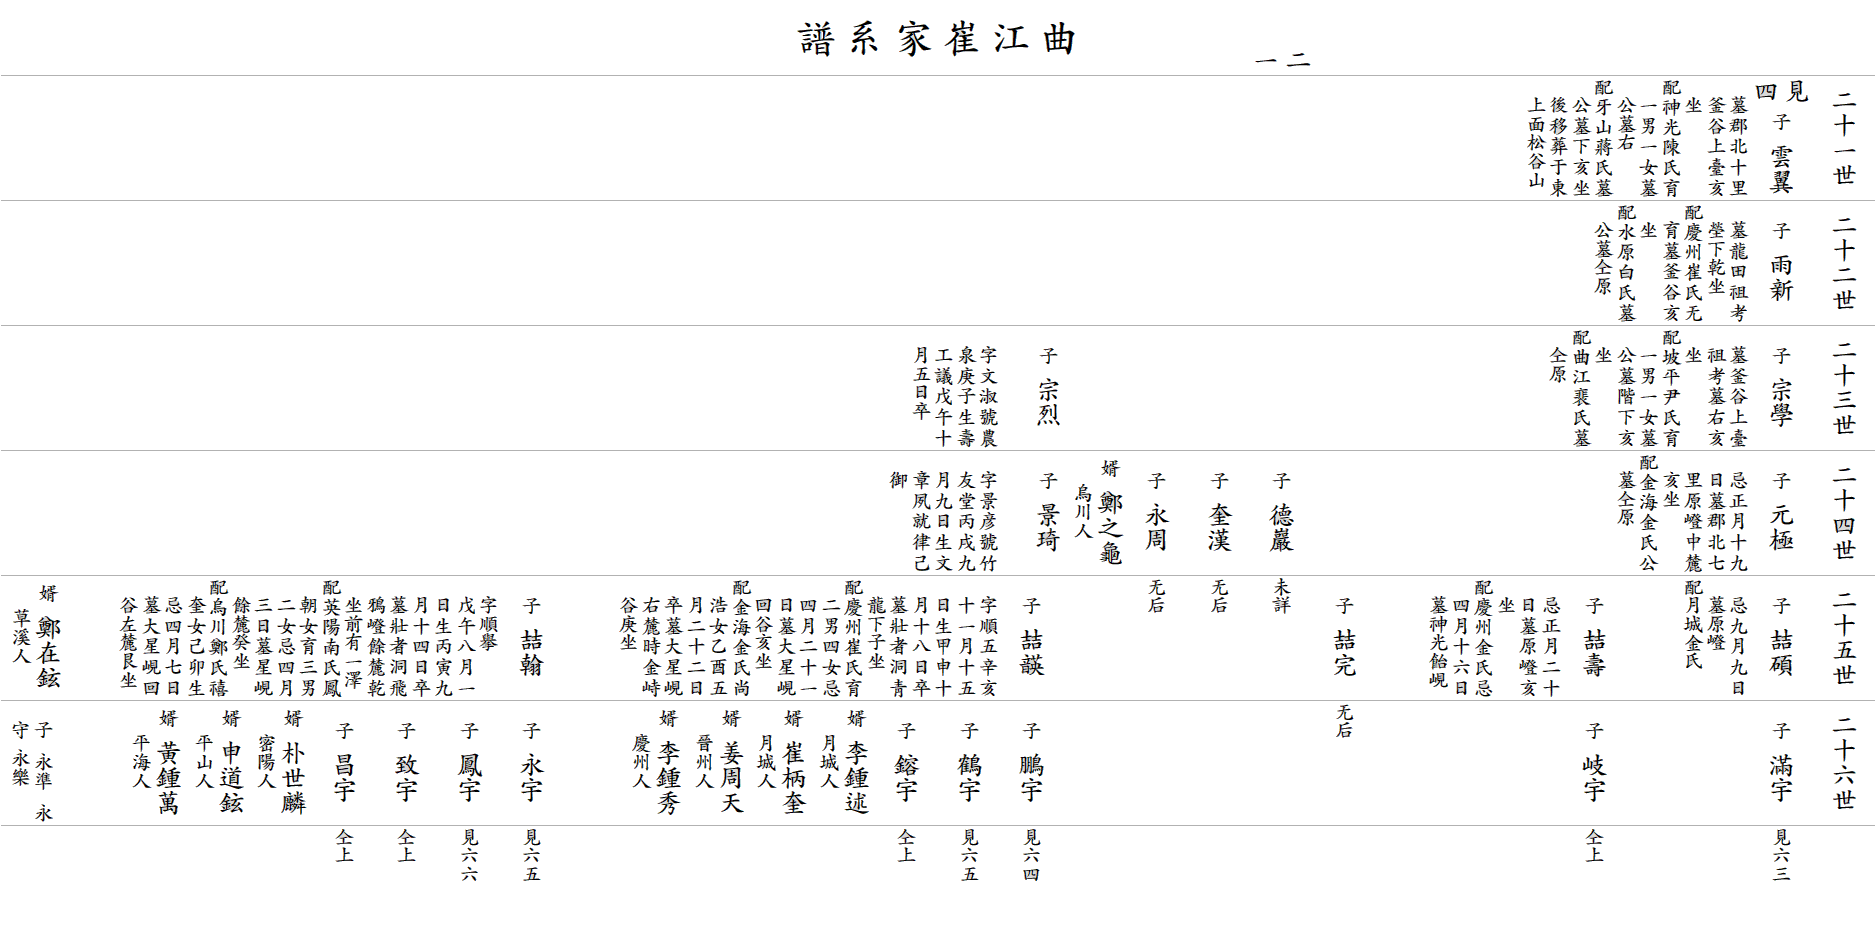 曲江崔家系譜
二一
二十一世
見四
子 雲翼
墓郡北十里
釜谷上臺亥
坐
配神光陳氏育
一男一女墓
公墓右
配牙山蔣氏墓
公墓下亥坐
後移葬于東
上面松谷山
二十二世
子 雨新
墓龍田祖考
塋下乾坐
配慶州崔氏无
育墓釜谷亥
坐
配水原白氏墓
公墓仝原
二十三世
子 宗學
墓釜谷上臺
祖考墓右亥
坐
配坡平尹氏育
一男一女墓
公墓階下亥
坐
配曲江裵氏墓
仝原
子 宗烈
字文淑號農
泉庚子生壽
工議戊午十
月五日卒
二十四世
子 元極
忌正月十九
日墓郡北七
里原嶝中麓
亥坐
配金海金氏公
墓仝原
子 德巖
子 奎漢
子 永周
婿 鄭之龜
烏川人
子 景琦
字景彦號竹
友堂丙戌九
月九日生文
章夙就律己
御
二十五世
子 喆碩
忌九月九日
墓原嶝
配月城金氏
子 喆壽
忌正月二十
日墓原嶝亥
坐
配慶州金氏忌
四月十六日
墓神光飴峴
子 喆完
未詳
无后
无后
子 喆謨
字順五辛亥
十一月十五
日生甲申十
月十八日卒
墓壯者洞靑
龍下子坐
配慶州崔氏育
二男四女忌
四月二十一
日墓大星峴
回谷亥坐
配金海金氏尚
浩女乙酉五
月二十二日
卒墓大星峴
右麓時金峙
谷庚坐
子 喆翰
字順擧
戊午八月一
日生丙寅九
月十四日卒
墓壯者洞飛
鵶嶝餘麓乾
坐前有一澤
配英陽南氏鳳
朝女育三男
二女忌四月
三日墓星峴
餘麓癸坐
配烏川鄭氏禧
奎女己卯生
忌四月七日
墓大星峴回
谷左麓艮坐
婿 鄭在鉉
草溪人
二十六世
子 滿宇
子 岐宇
无后
子 鵬宇
子 鶴宇
子 鎔宇
婿 李鍾述
月城人
婿 崔柄奎
月城人
婿 姜周天
晉州人
婿 李鍾秀
慶州人
子 永宇
子 鳳宇
子 致宇
子 昌宇
婿 朴世麟
密陽人
婿 申道鉉
平山人
婿 黃鍾萬
平海人
子 永準 永
守 永樂
見六三
仝上
見六四
見六五
仝上
見六五
見六六
仝上
仝上